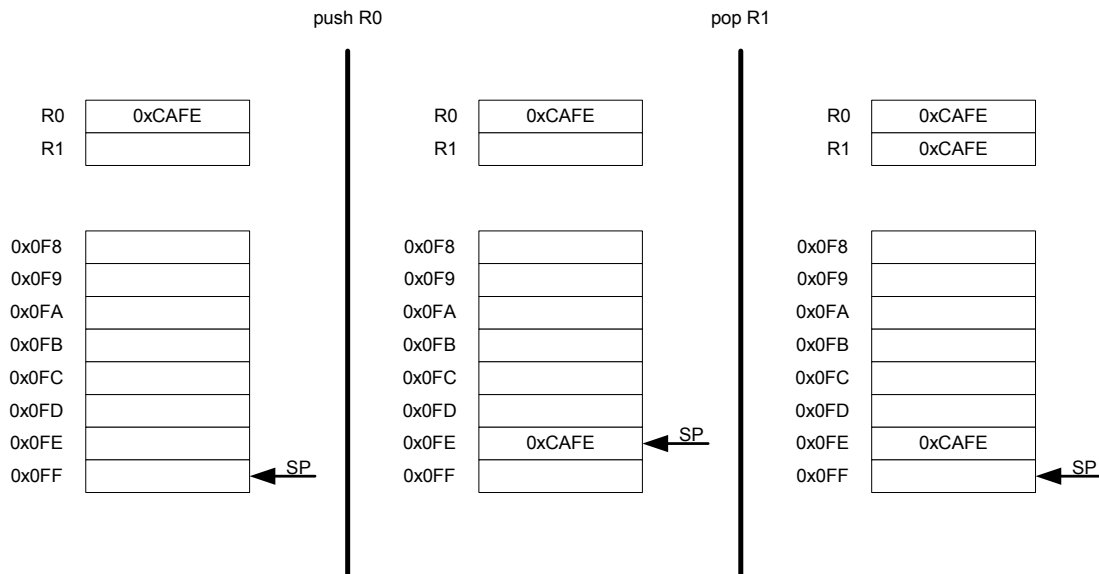 push R0 pop R1
R0 0xCAFE R0 0xCAFE R0 0xCAFE
R1 R1 R1 0xCAFE
0x0F8 0x0F8 0x0F8
0x0F9 0x0F9 0x0F9
0x0FA 0x0FA 0x0FA
0x0FB 0x0FB 0x0FB
0x0FC 0x0FC 0x0FC
0x0FD 0x0FD 0x0FD
0x0FE 0x0FE 0xCAFE SP 0x0FE 0xCAFE
0x0FF SP 0x0FF 0x0FF SP